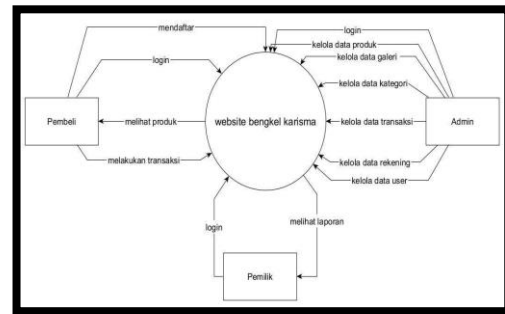 mendaftar
login
login
kelola data produk
kelola data galeri
kelola data kategori
Pembeli
melihat produk
website bengkel karisma
kelola data transaksi
Admin
melakukan transaksi
kelola data rekening
kelola data user
login
melihat laporan
Pemilik